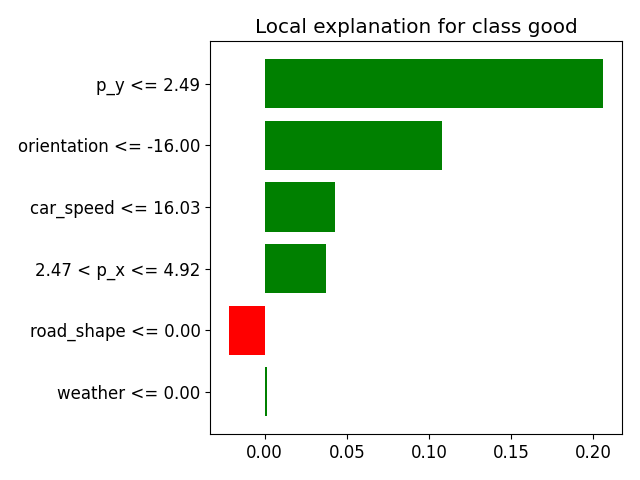 Local explanation for class good
p_y <= 2.49
orientation <= -16.00
car_speed <= 16.03
2.47 < p_x <= 4.92
road_shape <= 0.00
weather <= 0.00
0.00 0.05 0.10 0.15 0.20